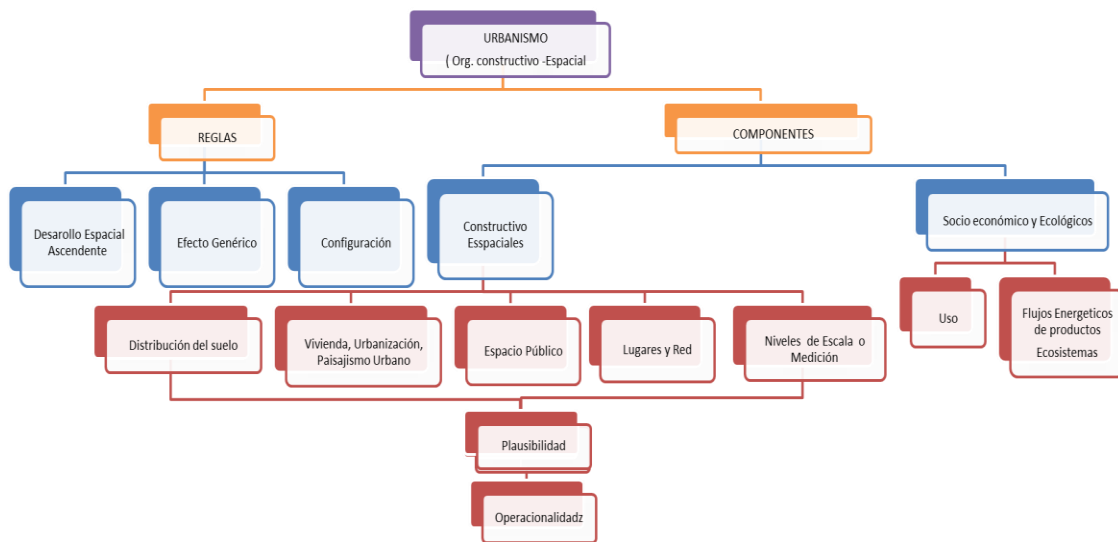 URBANISMO
( Org. constructivo -Espacial
REGLAS
COMPONENTES
Desarollo Espacial
Ascendente
Efecto Genérico
Configuración
Constructivo
Esspaciales
Socio económico y Ecológicos
Distribución del suelo
Vivienda, Urbanización,
Paisajismo Urbano
Espacio Público
Lugares y Red
Niveles de Escala o
Medición
Uso
Flujos Energeticos
de productos
Ecosistemas
Plausibilidad
Operacionalidadz